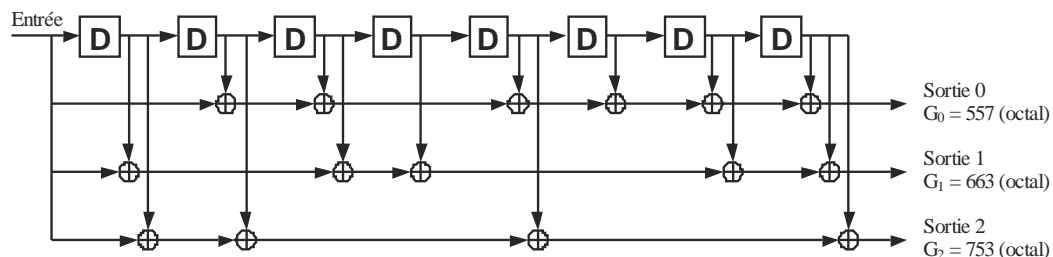 Entrée
D D D D D D D D
Sortie 0
G₀ = 557 (octal)
Sortie 1
G₁ = 663 (octal)
Sortie 2
G₂ = 753 (octal)